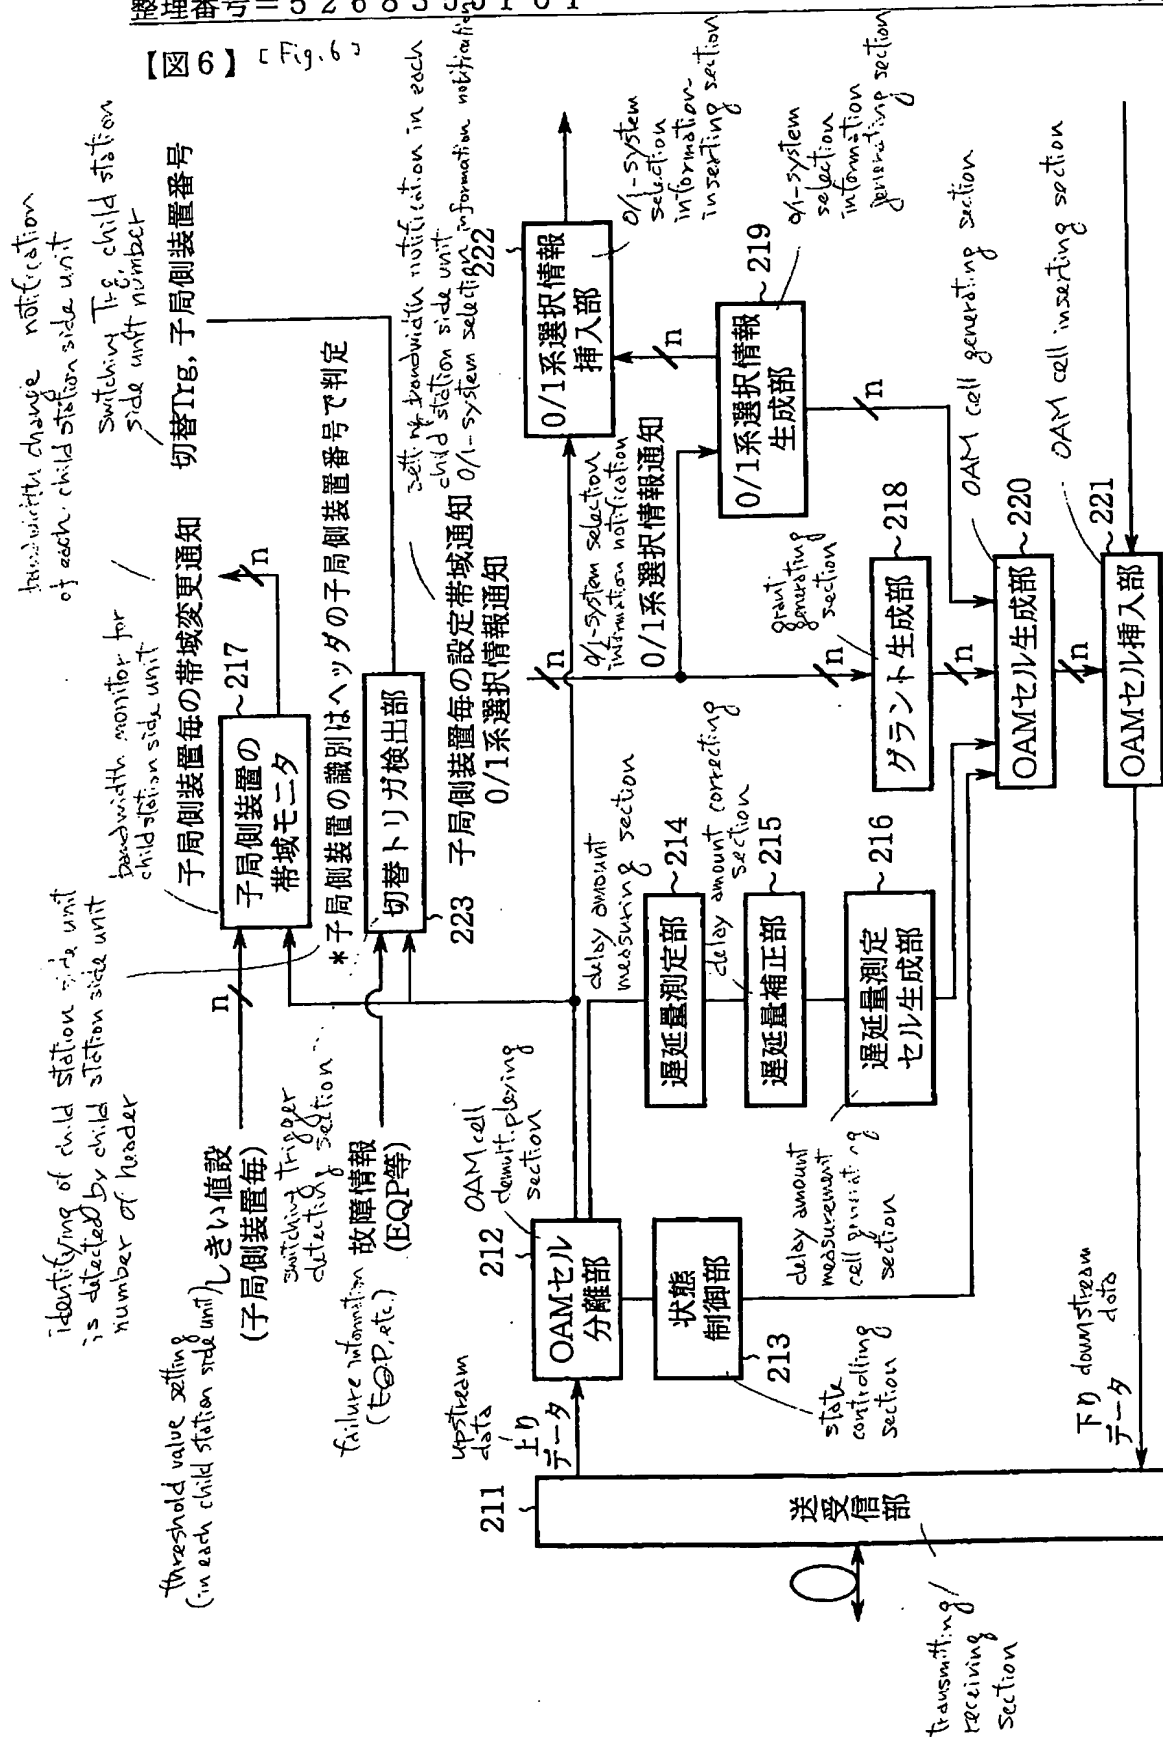 【図6】
[Fig. 6]
bandwidth change notification
of each child station side unit
子局側装置毎の帯域変更通知
switching Trg, child station
side unit number
切替Trg, 子局側装置番号
bandwidth monitor for
child station side unit
子局側装置の
帯域モニタ
217
n
n
identifying of child station side unit
is detected by child station side unit
number of header
*子局側装置の識別はヘッダの子局側装置番号で判定
threshold value setting
(in each child station side unit)
しきい値設
(子局側装置毎)
switching trigger
detecting section
切替トリガ検出部
223
failure information
(EQP, etc.)
故障情報
(EQP等)
setting bandwidth notification in each
child station side unit
0/1-system selection information notification
子局側装置毎の設定帯域通知
0/1系選択情報通知
n
0/1-system selection
information notification
0/1系選択情報通知
222
0/1系選択情報
挿入部
0/1-system
selection
information-
inserting section
n
219
0/1系選択情報
生成部
0/1-system
selection
information
generating section
n
211
送受信部
transmitting/
receiving
section
upstream
data
上り
データ
212
OAMセル
分離部
OAM cell
demultiplexing
section
213
状態
制御部
state
controlling
section
delay amount
measuring section
遅延量測定部
214
delay amount correcting
section
遅延量補正部
215
遅延量測定
セル生成部
216
delay amount
measurement
cell generating
section
n
grant
generating
section
グラント生成部
218
n
OAM cell generating section
OAMセル生成部
220
n
OAM cell inserting section
OAMセル挿入部
221
下り
データ
downstream
data